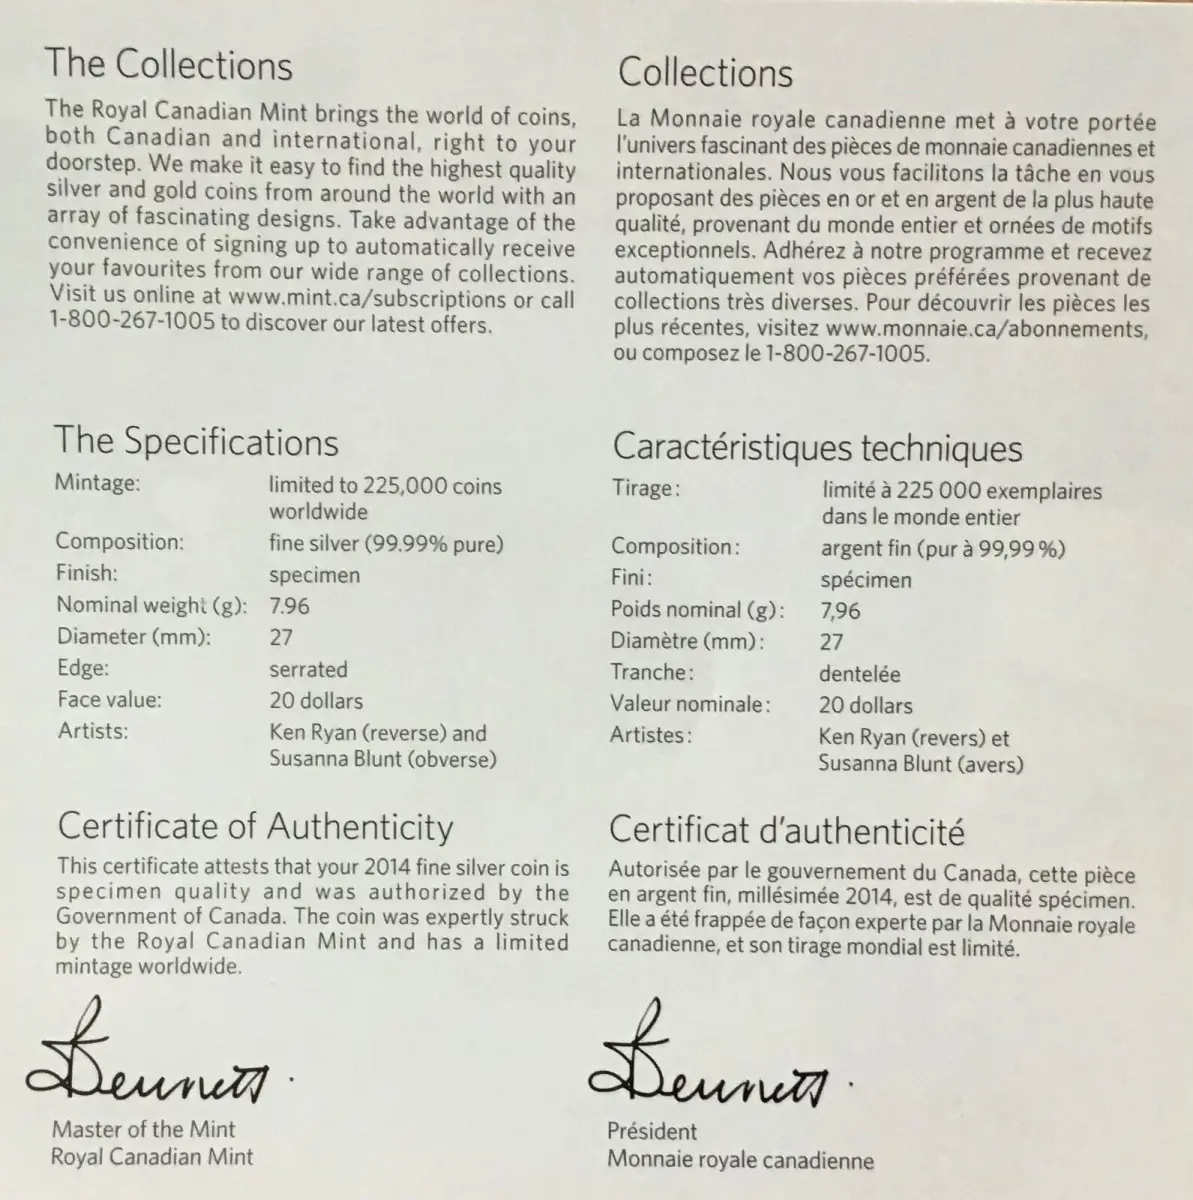 The Collections
The Royal Canadian Mint brings the world of coins,
both Canadian and international, right to your
doorstep. We make it easy to find the highest quality
silver and gold coins from around the world with an
array of fascinating designs. Take advantage of the
convenience of signing up to automatically receive
your favourites from our wide range of collections.
Visit us online at www.mint.ca/subscriptions or call
1-800-267-1005 to discover our latest offers.
Collections
La Monnaie royale canadienne met à votre portée
l'univers fascinant des pièces de monnaie canadiennes et
internationales. Nous vous facilitons la tâche en vous
proposant des pièces en or et en argent de la plus haute
qualité, provenant du monde entier et ornées de motifs
exceptionnels. Adhérez à notre programme et recevez
automatiquement vos pièces préférées provenant de
collections très diverses. Pour découvrir les pièces les
plus récentes, visitez www.monnaie.ca/abonnements,
ou composez le 1-800-267-1005.
The Specifications
Mintage: limited to 225,000 coins
worldwide
Composition: fine silver (99.99% pure)
Finish: specimen
Nominal weight (g): 7.96
Diameter (mm): 27
Edge: serrated
Face value: 20 dollars
Artists: Ken Ryan (reverse) and
Susanna Blunt (obverse)
Caractéristiques techniques
Tirage : limité à 225 000 exemplaires
dans le monde entier
Composition : argent fin (pur à 99,99 %)
Fini : spécimen
Poids nominal (g) : 7,96
Diamètre (mm) : 27
Tranche : dentelée
Valeur nominale : 20 dollars
Artistes : Ken Ryan (revers) et
Susanna Blunt (avers)
Certificate of Authenticity
This certificate attests that your 2014 fine silver coin is
specimen quality and was authorized by the
Government of Canada. The coin was expertly struck
by the Royal Canadian Mint and has a limited
mintage worldwide.
Bennett
Master of the Mint
Royal Canadian Mint
Certificat d'authenticité
Autorisée par le gouvernement du Canada, cette pièce
en argent fin, millésimée 2014, est de qualité spécimen.
Elle a été frappée de façon experte par la Monnaie royale
canadienne, et son tirage mondial est limité.
Bennett
Président
Monnaie royale canadienne